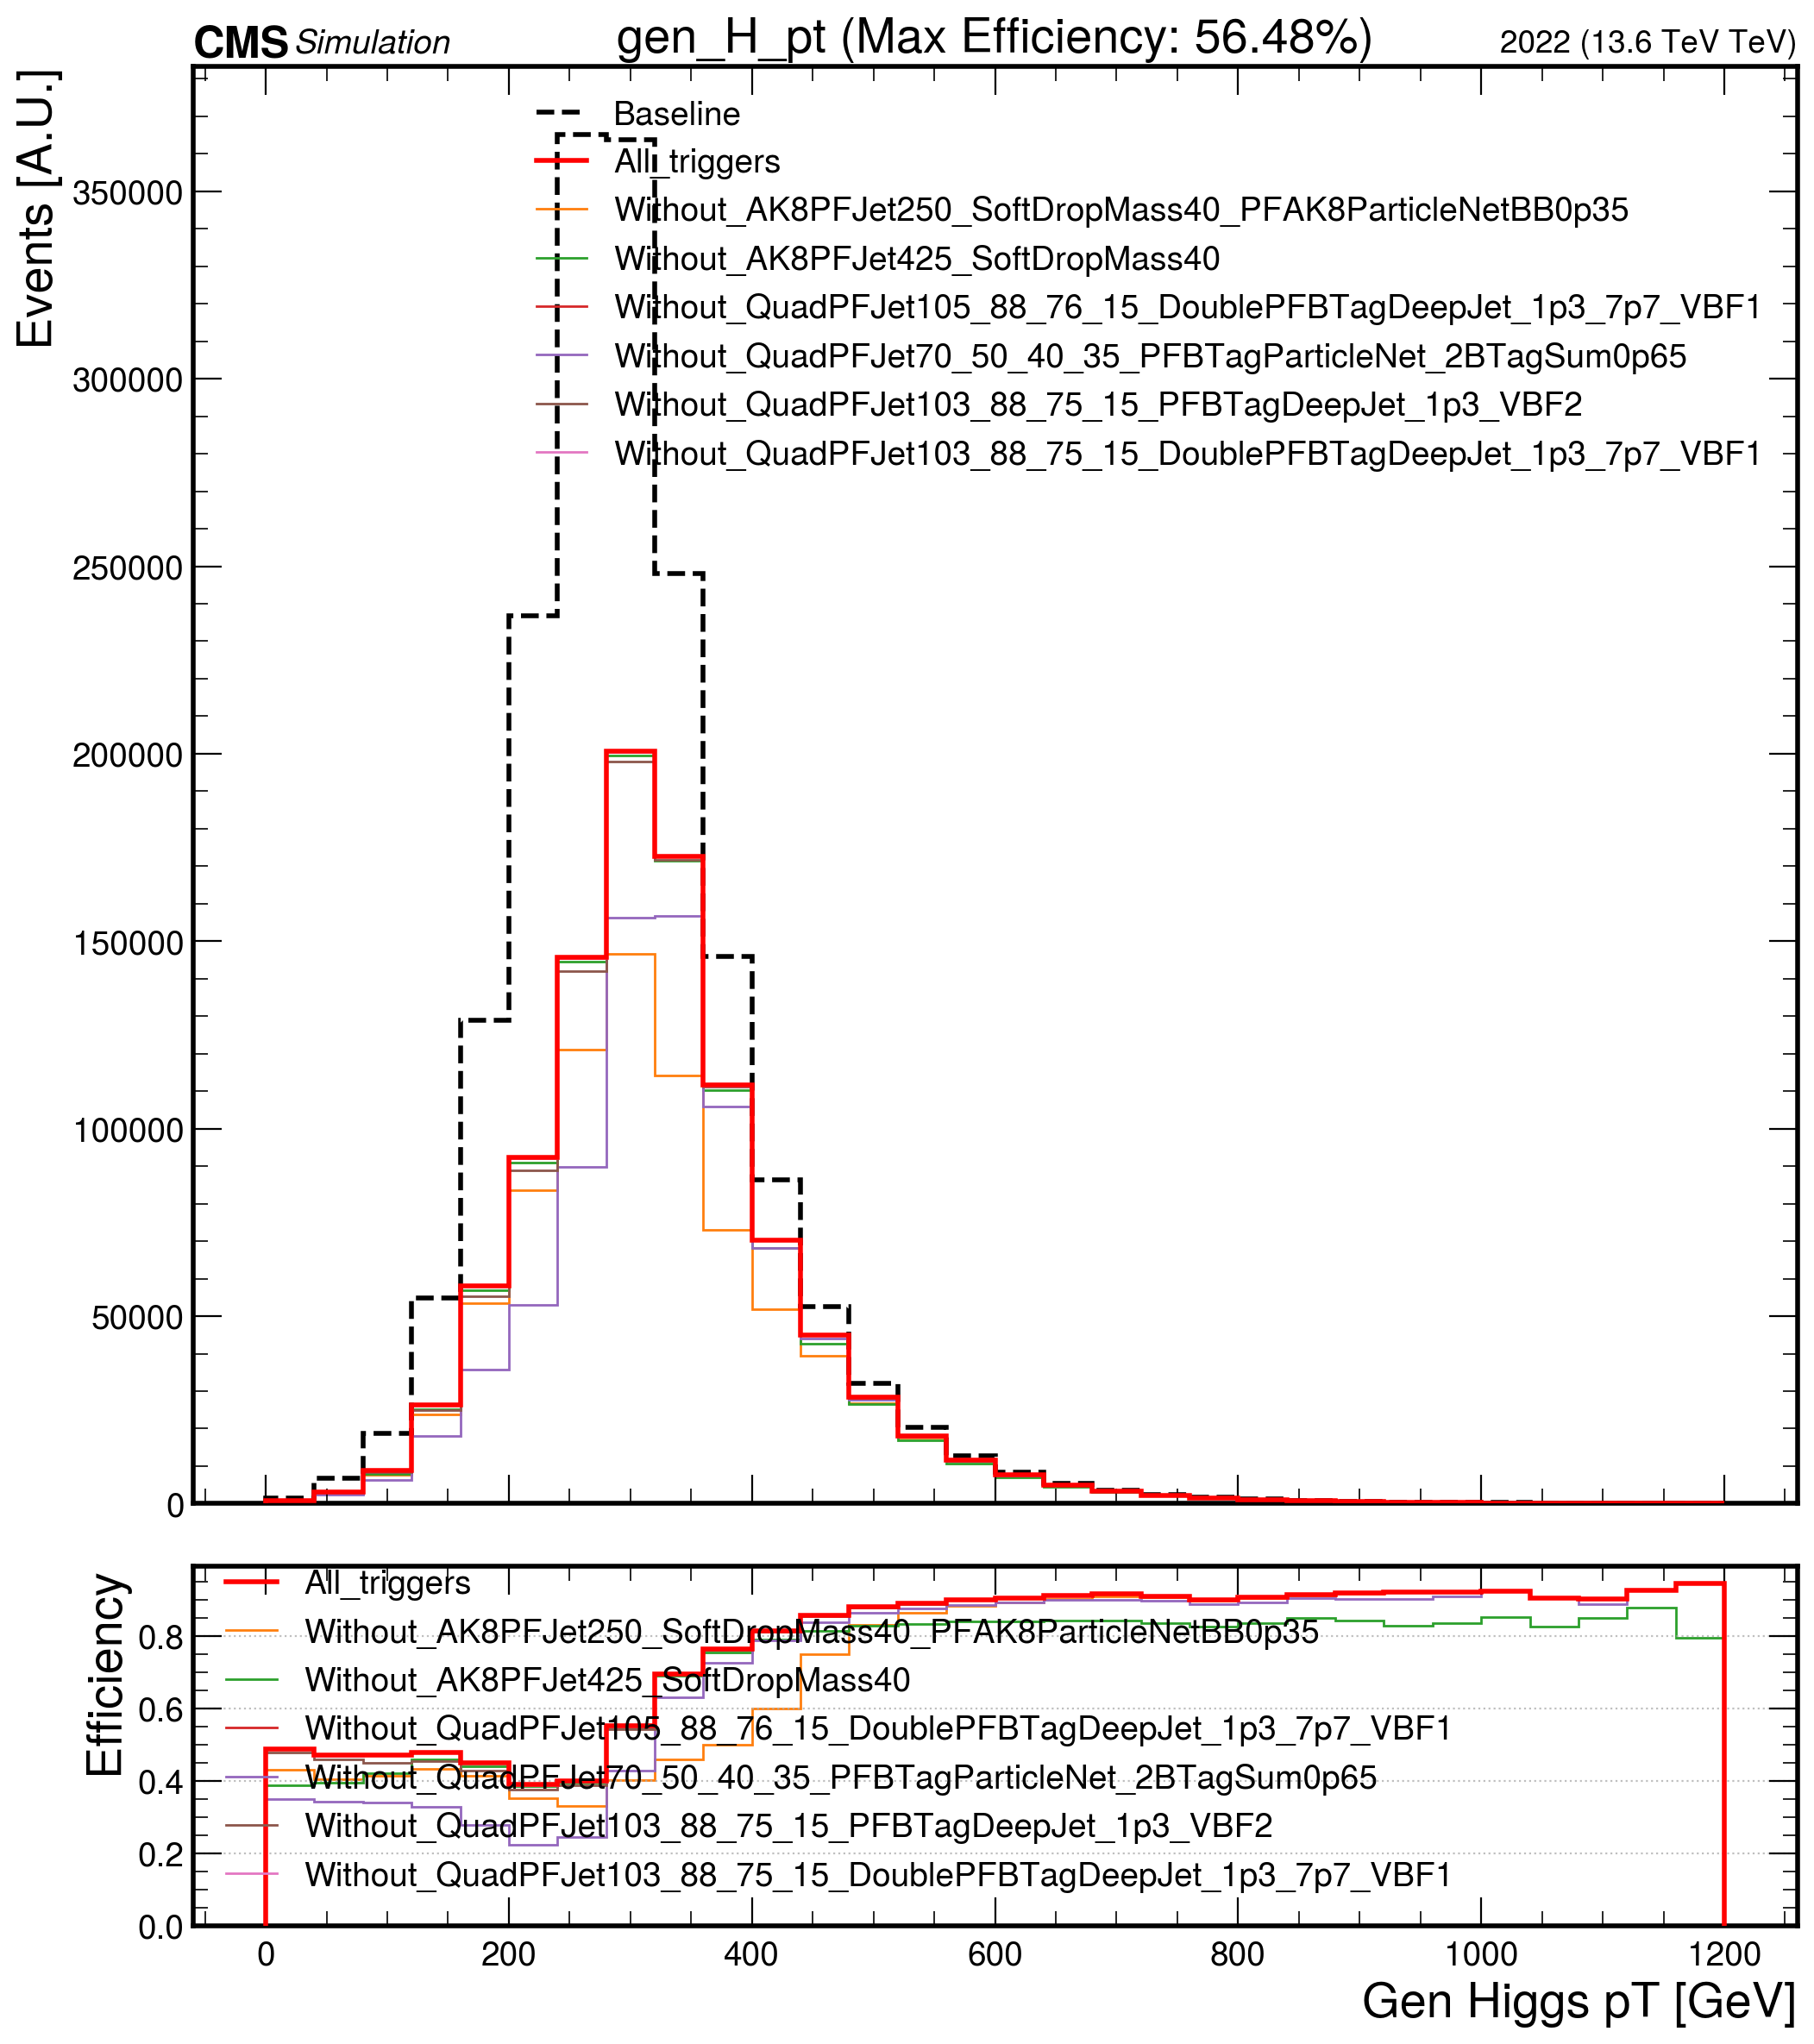 CMS Simulation gen_H_pt (Max Efficiency: 56.48%) 2022 (13.6 TeV TeV)
Events [A.U.]
Baseline
All_triggers
Without_AK8PFJet250_SoftDropMass40_PFAK8ParticleNetBB0p35
Without_AK8PFJet425_SoftDropMass40
Without_QuadPFJet105_88_76_15_DoublePFBTagDeepJet_1p3_7p7_VBF1
Without_QuadPFJet70_50_40_35_PFBTagParticleNet_2BTagSum0p65
Without_QuadPFJet103_88_75_15_PFBTagDeepJet_1p3_VBF2
Without_QuadPFJet103_88_75_15_DoublePFBTagDeepJet_1p3_7p7_VBF1
350000
300000
250000
200000
150000
100000
50000
0
Efficiency
All_triggers
Without_AK8PFJet250_SoftDropMass40_PFAK8ParticleNetBB0p35
Without_AK8PFJet425_SoftDropMass40
Without_QuadPFJet105_88_76_15_DoublePFBTagDeepJet_1p3_7p7_VBF1
Without_QuadPFJet70_50_40_35_PFBTagParticleNet_2BTagSum0p65
Without_QuadPFJet103_88_75_15_PFBTagDeepJet_1p3_VBF2
Without_QuadPFJet103_88_75_15_DoublePFBTagDeepJet_1p3_7p7_VBF1
0.8
0.6
0.4
0.2
0.0
0 200 400 600 800 1000 1200
Gen Higgs pT [GeV]